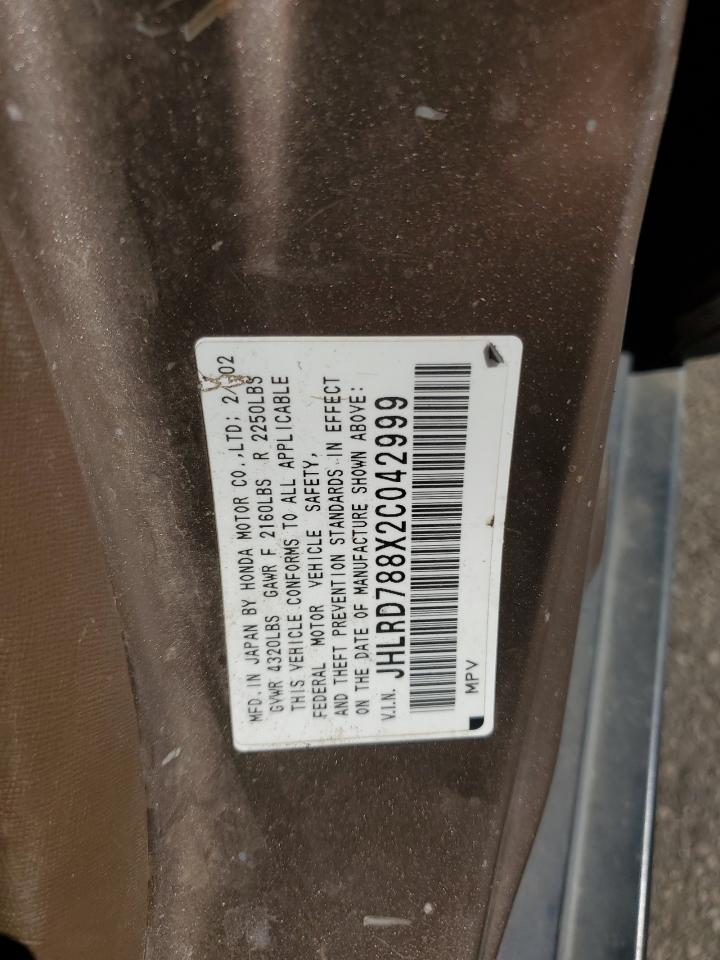 MFD. IN JAPAN BY HONDA MOTOR CO., LTD; 2/02
GVWR 4320LBS GAWR F 2160LBS R 2250LBS
THIS VEHICLE CONFORMS TO ALL APPLICABLE
FEDERAL MOTOR VEHICLE SAFETY,
AND THEFT PREVENTION STANDARDS IN EFFECT
ON THE DATE OF MANUFACTURE SHOWN ABOVE:
V.I.N. JHLRD788X2C042999
MPV